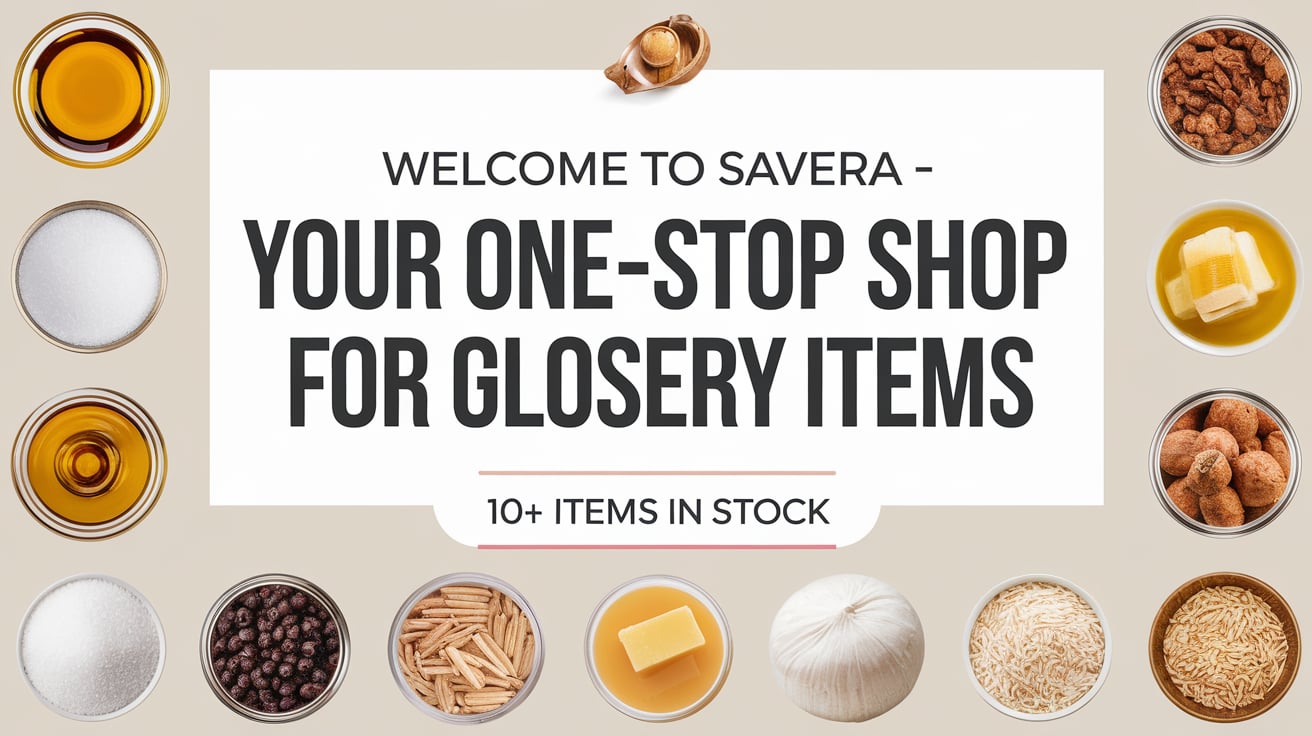 WELCOME TO SAVERA –
YOUR ONE-STOP SHOP
FOR GLOSERY ITEMS
10+ ITEMS IN STOCK